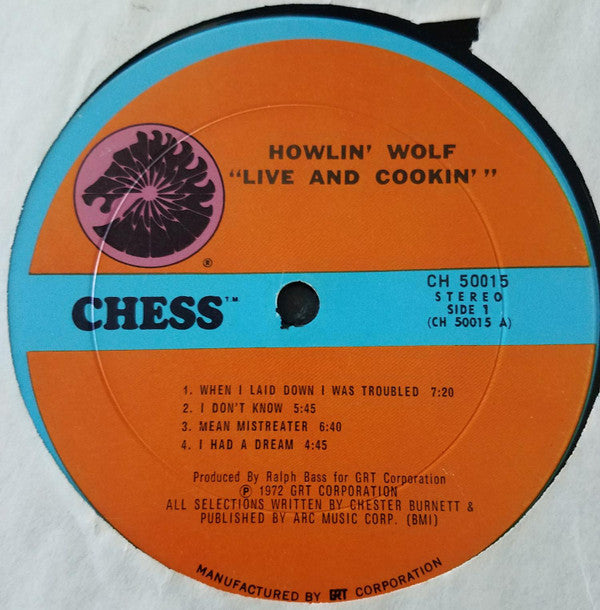 HOWLIN' WOLF
"LIVE AND COOKIN'"
®
CHESS™
CH 50015
STEREO
SIDE 1
(CH 50015 A)
1. WHEN I LAID DOWN I WAS TROUBLED 7:20
2. I DON'T KNOW 5:45
3. MEAN MISTREATER 6:40
4. I HAD A DREAM 4:45
Produced By Ralph Bass for GRT Corporation
Ⓟ 1972 GRT CORPORATION
ALL SELECTIONS WRITTEN BY CHESTER BURNETT &
PUBLISHED BY ARC MUSIC CORP. (BMI)
MANUFACTURED BY GRT CORPORATION